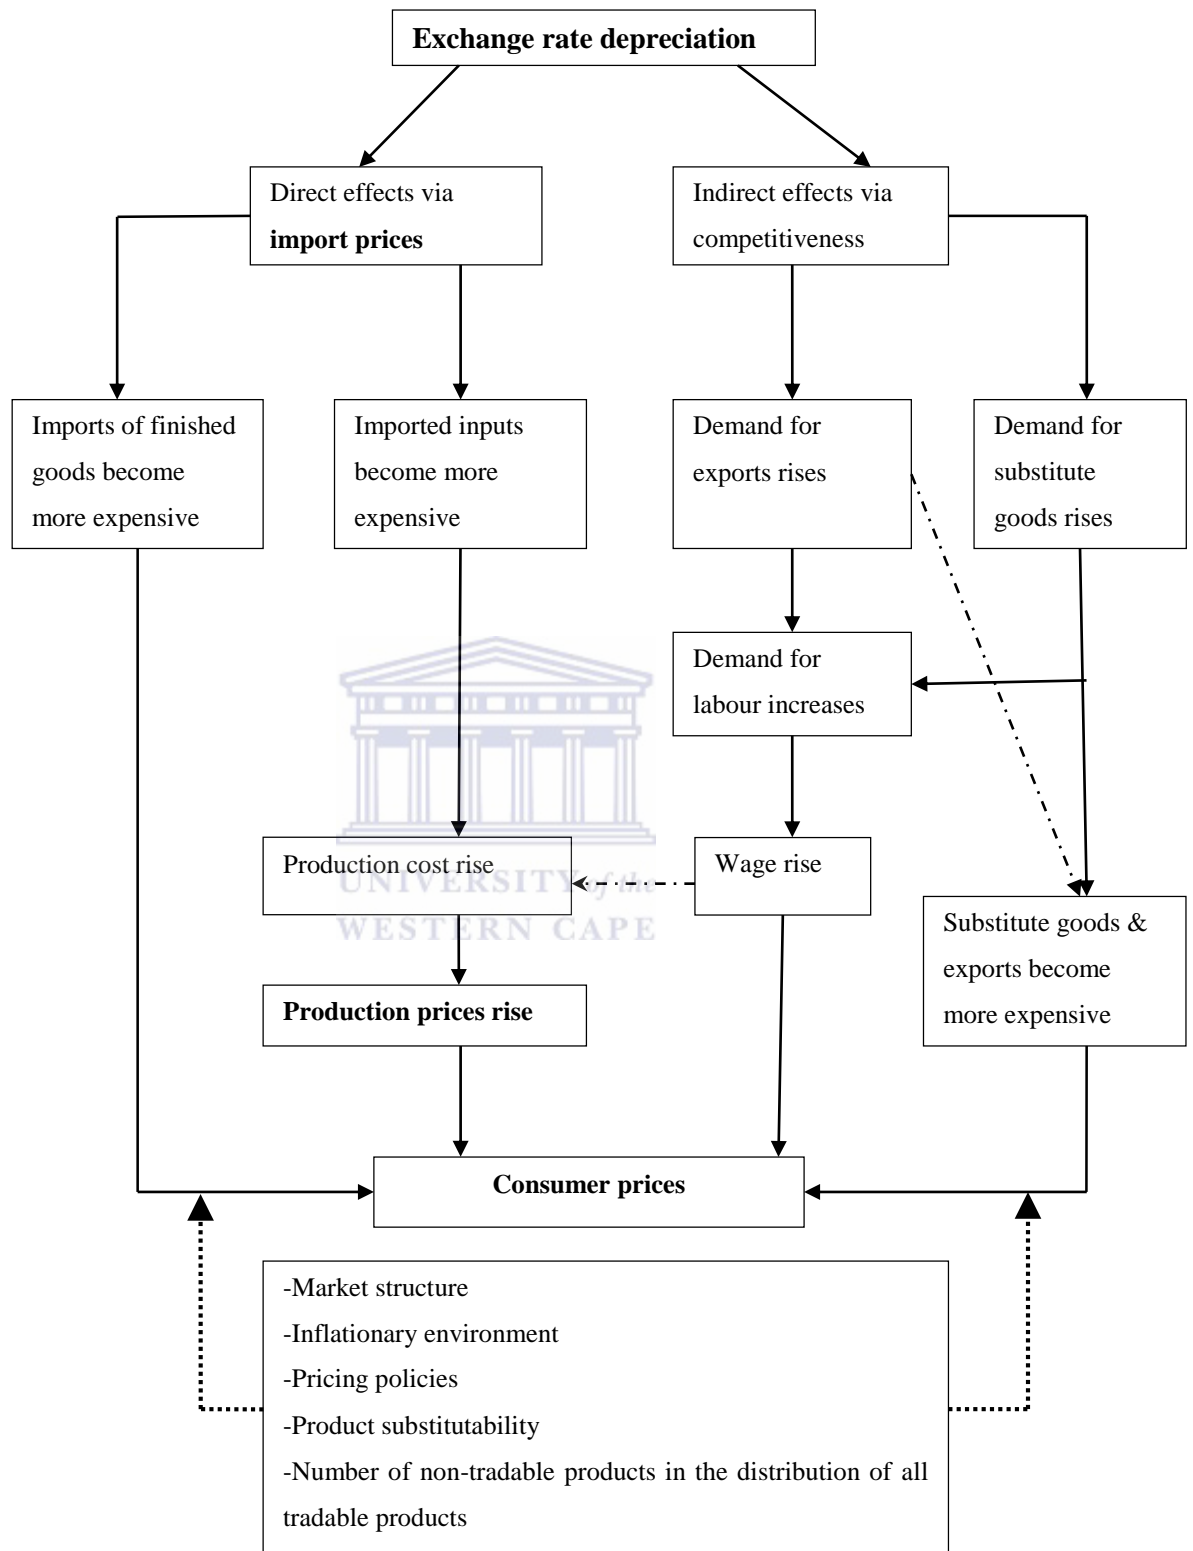 Exchange rate depreciation
Direct effects via
import prices
Indirect effects via
competitiveness
Imports of finished
goods become
more expensive
Imported inputs
become more
expensive
Demand for
exports rises
Demand for
substitute
goods rises
Demand for
labour increases
Production cost rise
Wage rise
UNIVERSITY of the
WESTERN CAPE
Substitute goods &
exports become
more expensive
Production prices rise
Consumer prices
-Market structure
-Inflationary environment
-Pricing policies
-Product substitutability
-Number of non-tradable products in the distribution of all
tradable products